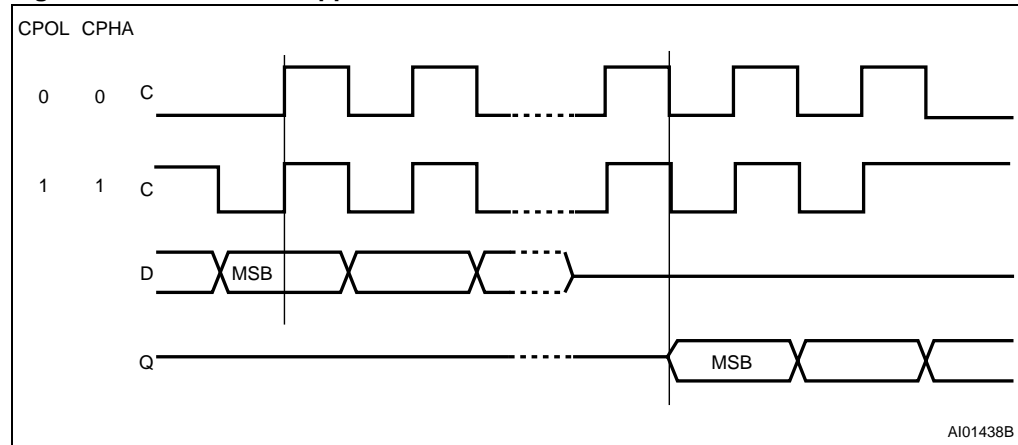 CPOL CPHA
0 0 C
1 1 C
D MSB
Q MSB
AI01438B